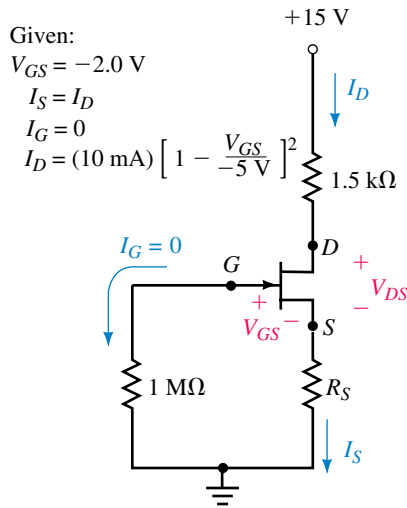 +15 V
Given:
V_GS = −2.0 V
I_S = I_D
I_G = 0
I_D = (10 mA) [ 1 − V_GS / −5 V ]²
I_D
1.5 kΩ
I_G = 0
D
G
+
+
V_DS
V_GS
−
−
S
1 MΩ
R_S
I_S